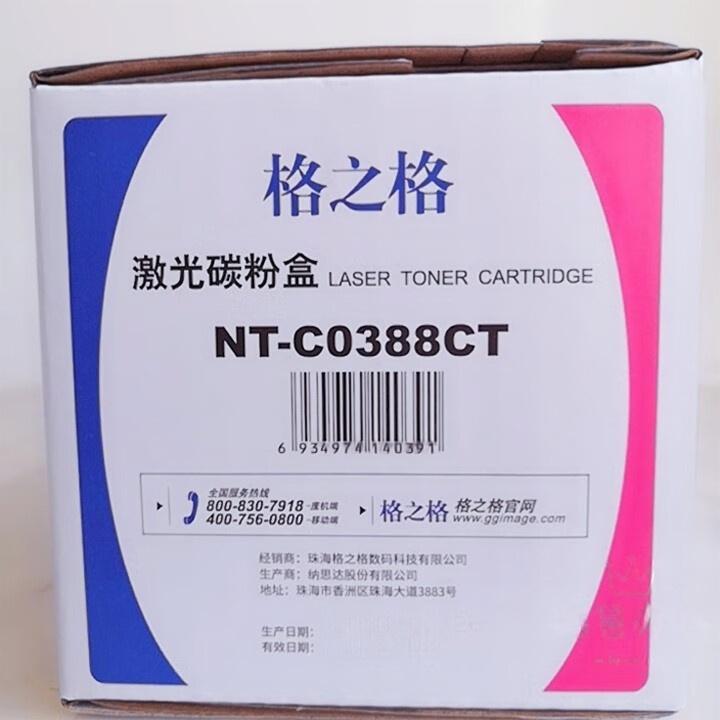 格之格
激光碳粉盒 LASER TONER CARTRIDGE
NT-C0388CT
6 934974 140391
全国服务热线
800-830-7918 -座机端
400-756-0800 -移动端
格之格 格之格官网
www.ggimage.com
经销商：珠海格之格数码科技有限公司
生产商：纳思达股份有限公司
地址：珠海市香洲区珠海大道3883号
生产日期：
有效日期：